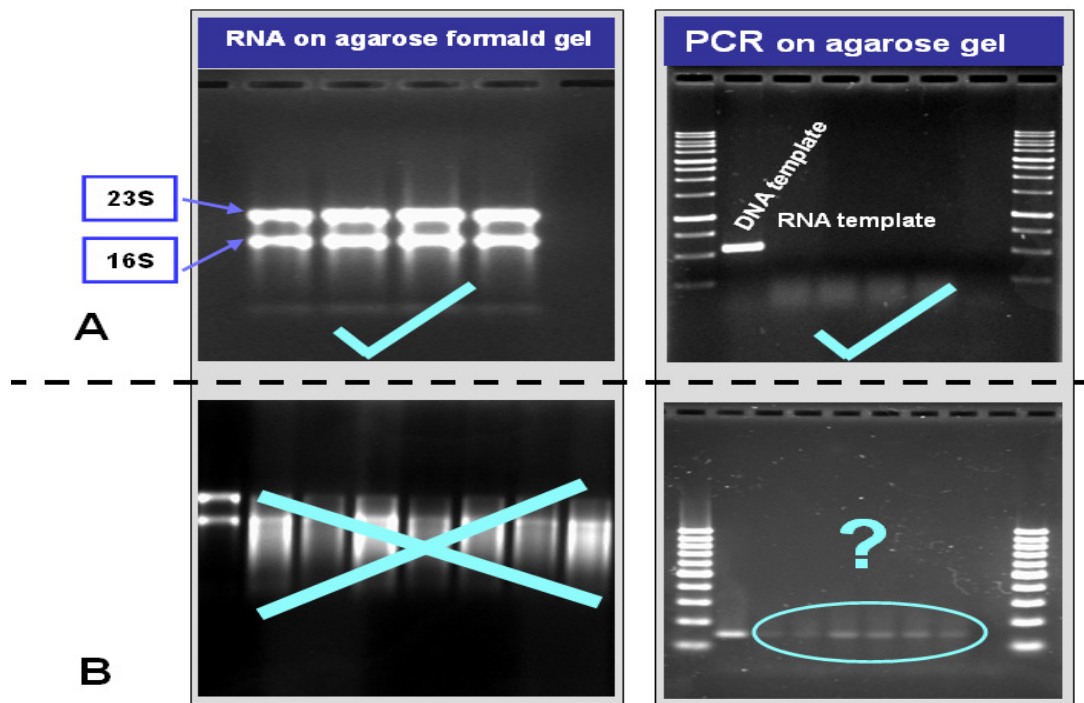 RNA on agarose formald gel
PCR on agarose gel
23S
16S
DNA template
RNA template
A
?
B